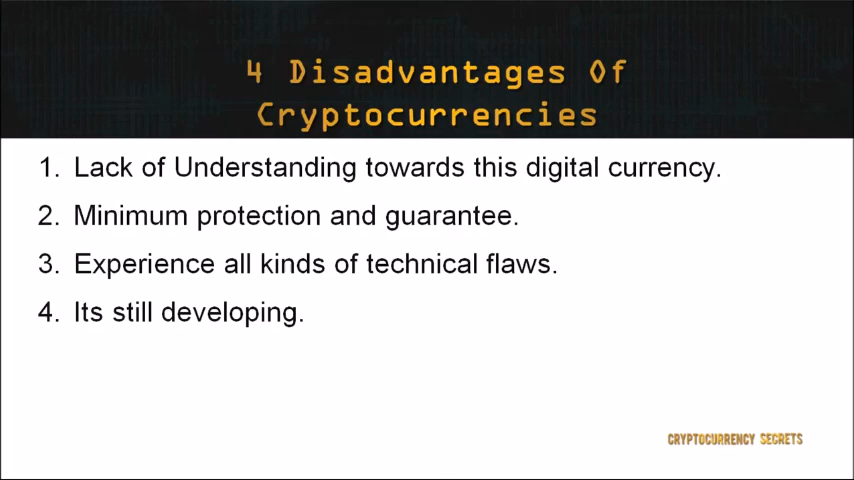 4 Disadvantages Of
Cryptocurrencies
1. Lack of Understanding towards this digital currency.
2. Minimum protection and guarantee.
3. Experience all kinds of technical flaws.
4. Its still developing.
CRYPTOCURRENCY SECRETS